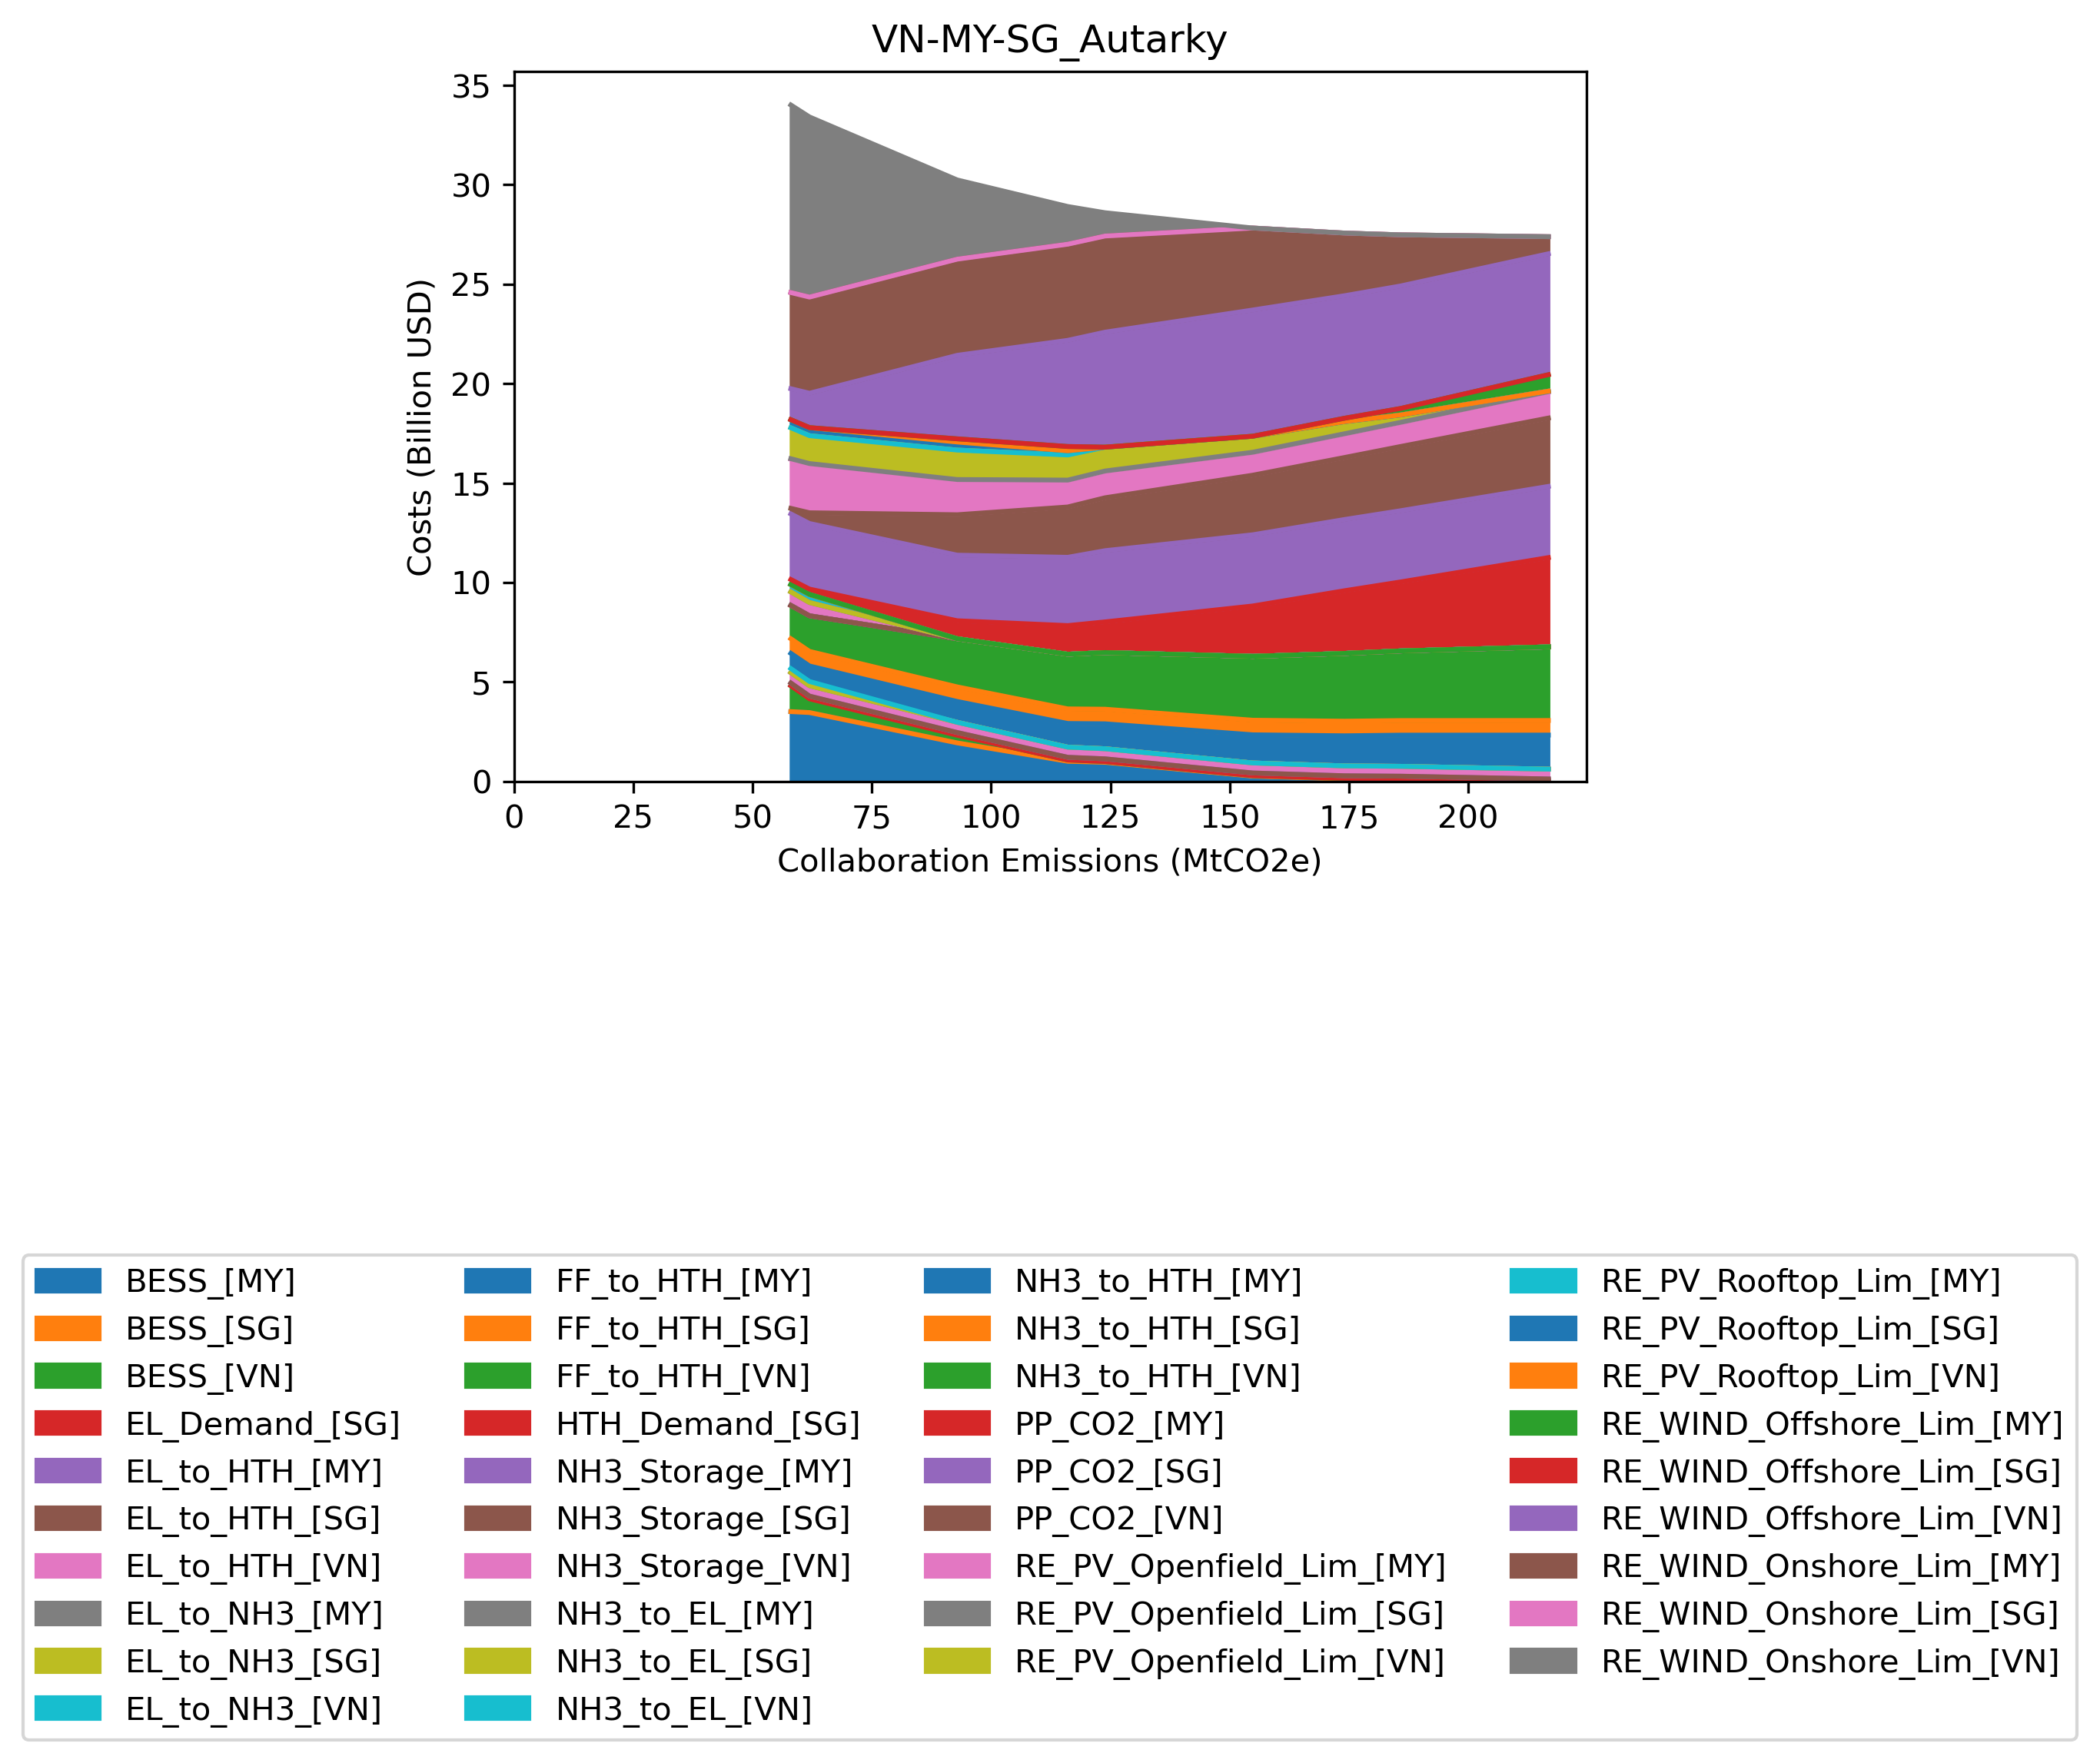 VN-MY-SG_Autarky
35
30
25
20
15
10
5
0
Costs (Billion USD)
0 25 50 75 100 125 150 175 200
Collaboration Emissions (MtCO2e)
BESS_[MY]
BESS_[SG]
BESS_[VN]
EL_Demand_[SG]
EL_to_HTH_[MY]
EL_to_HTH_[SG]
EL_to_HTH_[VN]
EL_to_NH3_[MY]
EL_to_NH3_[SG]
EL_to_NH3_[VN]
FF_to_HTH_[MY]
FF_to_HTH_[SG]
FF_to_HTH_[VN]
HTH_Demand_[SG]
NH3_Storage_[MY]
NH3_Storage_[SG]
NH3_Storage_[VN]
NH3_to_EL_[MY]
NH3_to_EL_[SG]
NH3_to_EL_[VN]
NH3_to_HTH_[MY]
NH3_to_HTH_[SG]
NH3_to_HTH_[VN]
PP_CO2_[MY]
PP_CO2_[SG]
PP_CO2_[VN]
RE_PV_Openfield_Lim_[MY]
RE_PV_Openfield_Lim_[SG]
RE_PV_Openfield_Lim_[VN]
RE_PV_Rooftop_Lim_[MY]
RE_PV_Rooftop_Lim_[SG]
RE_PV_Rooftop_Lim_[VN]
RE_WIND_Offshore_Lim_[MY]
RE_WIND_Offshore_Lim_[SG]
RE_WIND_Offshore_Lim_[VN]
RE_WIND_Onshore_Lim_[MY]
RE_WIND_Onshore_Lim_[SG]
RE_WIND_Onshore_Lim_[VN]